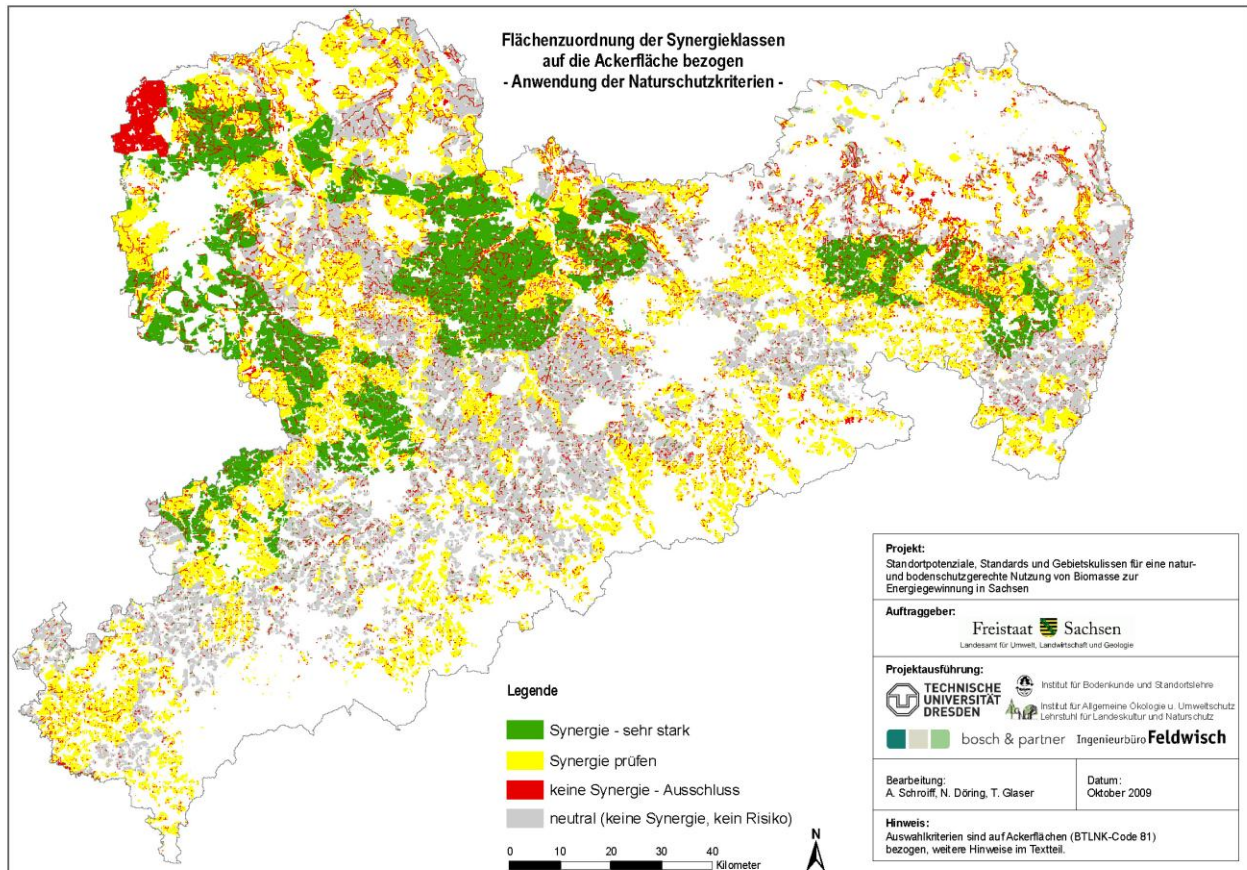 Flächenzuordnung der Synergieklassen
auf die Ackerfläche bezogen
- Anwendung der Naturschutzkriterien -
Legende
Synergie - sehr stark
Synergie prüfen
keine Synergie - Ausschluss
neutral (keine Synergie, kein Risiko)
0 10 20 30 40
Kilometer
N
Projekt:
Standortpotenziale, Standards und Gebietskulissen für eine natur-
und bodenschutzgerechte Nutzung von Biomasse zur
Energiegewinnung in Sachsen
Auftraggeber:
Freistaat Sachsen
Landesamt für Umwelt, Landwirtschaft und Geologie
Projektausführung:
TECHNISCHE
UNIVERSITÄT
DRESDEN
Institut für Bodenkunde und Standortslehre
Institut für Allgemeine Ökologie u. Umweltschutz
Lehrstuhl für Landeskultur und Naturschutz
bosch & partner
Ingenieurbüro Feldwisch
Bearbeitung:
A. Schroiff, N. Döring, T. Glaser
Datum:
Oktober 2009
Hinweis:
Auswahlkriterien sind auf Ackerflächen (BTLNK-Code 81)
bezogen, weitere Hinweise im Textteil.